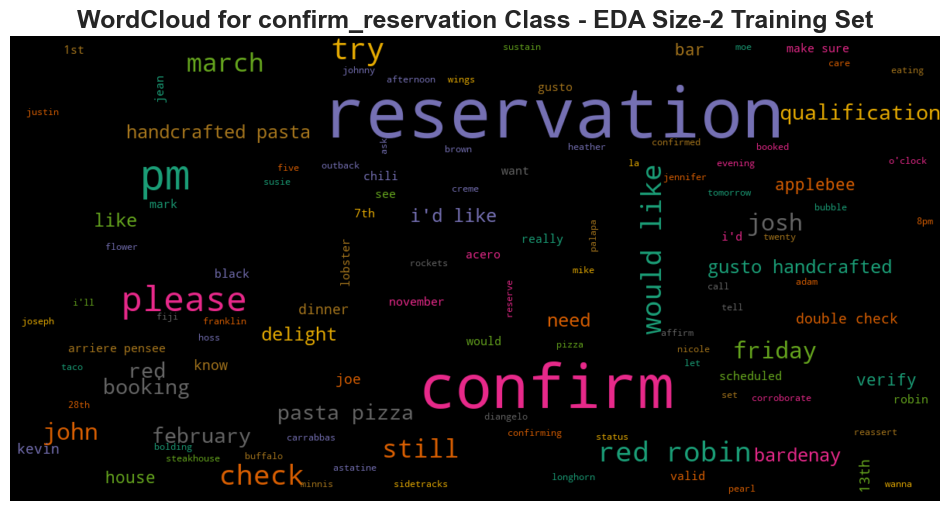 WordCloud for confirm_reservation Class - EDA Size-2 Training Set
1st
march
try
sustain
bar
moe
make sure
johnny
care
eating
jean
afternoon
wings
gusto
justin
reservation
qualification
handcrafted pasta
ask
brown
heather
confirmed
booked
outback
la
evening
o'clock
pm
five
susie
chili
want
jennifer
applebee
mark
see
creme
tomorrow
bubble
like
7th
i'd like
would like
josh
8pm
flower
really
palapa
i'd
twenty
lobster
acero
rockets
mike
gusto handcrafted
black
call
adam
i'll
please
dinner
november
reserve
tell
joseph
fiji
franklin
need
double check
hoss
delight
would
pizza
affirm
arriere pensee
nicole
friday
taco
red
know
let
booking
joe
confirm
scheduled
verify
set
corroborate
robin
28th
pasta pizza
diangelo
john
february
carrabbas
confirming
status
reassert
kevin
bolding
still
red robin
bardenay
steakhouse
buffalo
astatine
house
check
minnis
sidetracks
longhorn
valid
pearl
13th
wanna